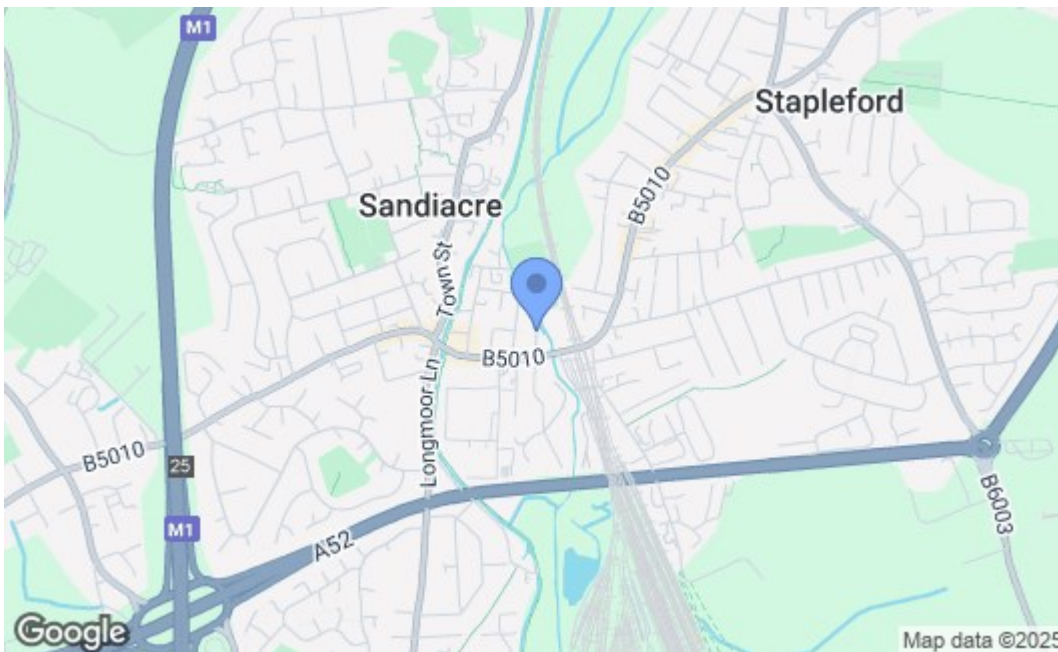 M1
Stapleford
B5010
Sandiacre
Town St
B5010
Longmoor Ln
B5010
25
M1
A52
B6003
Google
Map data ©2025